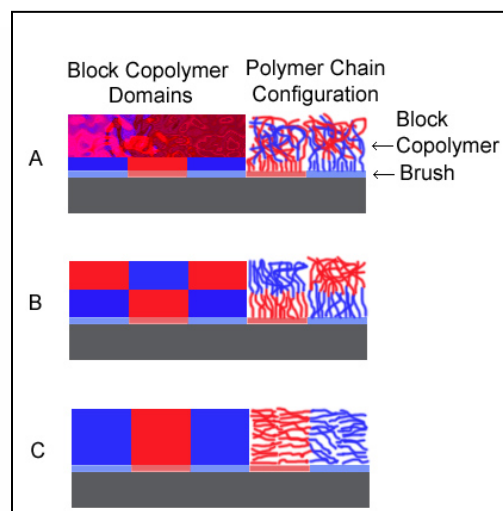 Block Copolymer
Domains
Polymer Chain
Configuration
A
Block
Copolymer
Brush
B
C